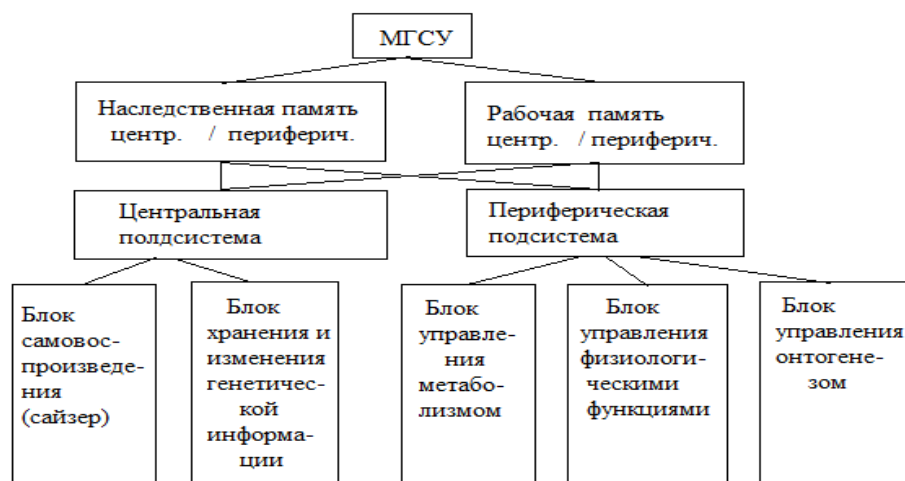 МГСУ
Наследственная память
центр. / периферич.
Рабочая память
центр. / периферич.
Центральная
полдсистема
Периферическая
подсистема
Блок
самовос-
произведе-
ния
(сайзер)
Блок
хранения и
изменения
генетичес-
кой
информа-
ции
Блок
управле-
ния
метабо-
лизмом
Блок
управления
физиологи-
ческими
функциями
Блок
управления
онтогене-
зом